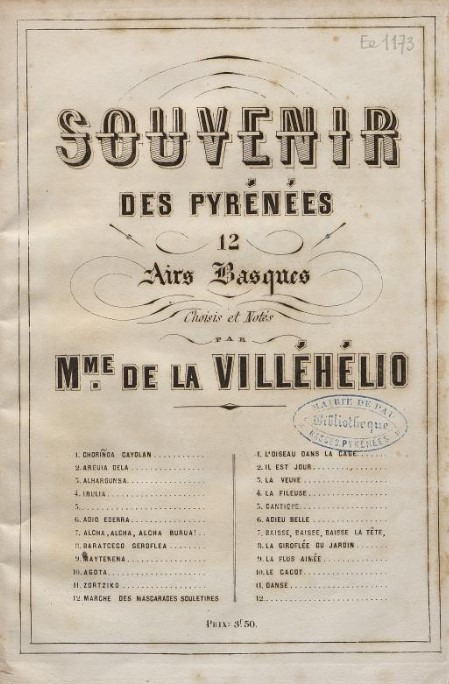 Ee 1173
SOUVENIR
DES PYRÉNÉES
12
Airs Basques
Choisis et Notés
PAR
MME. DE LA VILLÉHÉLIO
MAIRIE DE PAU
Bibliothèque
BASSES. PYRÉNÉES
1. CHORIÑOA CAYOLAN
2. ARGUIA DELA
3. ALHARGUNSA
4. IRULIA
5.
6. ADIO EDERRA
7. ALCHA, ALCHA, ALCHA BURUA!
8. BARATCECO GEROFLEA
9. MAYTENENA
10. AGOTA
11. ZORTZIKO
12. MARCHE DES MASCARADES SOULETINES
1. L'OISEAU DANS LA CAGE
2. IL EST JOUR
3. LA VEUVE
4. LA FILEUSE
5. CANTIQUE
6. ADIEU BELLE
7. BAISSE, BAISSE, BAISSE LA TÊTE,
8. LA GIROFLÉE DU JARDIN
9. LA PLUS AIMÉE
10. LE CAGOT
11. DANSE
12.
PRIX: 3f 50.